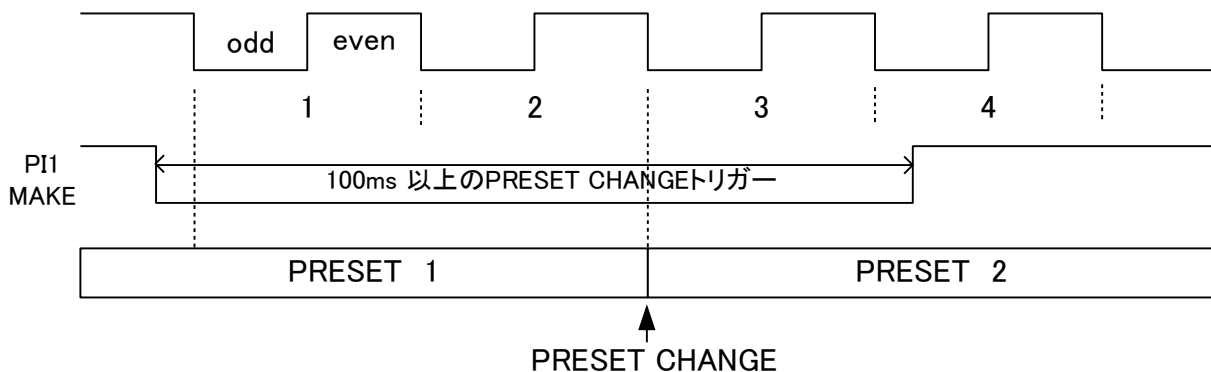 odd even
1 2 3 4
PI1
MAKE
100ms 以上のPRESET CHANGEトリガー
PRESET 1 PRESET 2
PRESET CHANGE